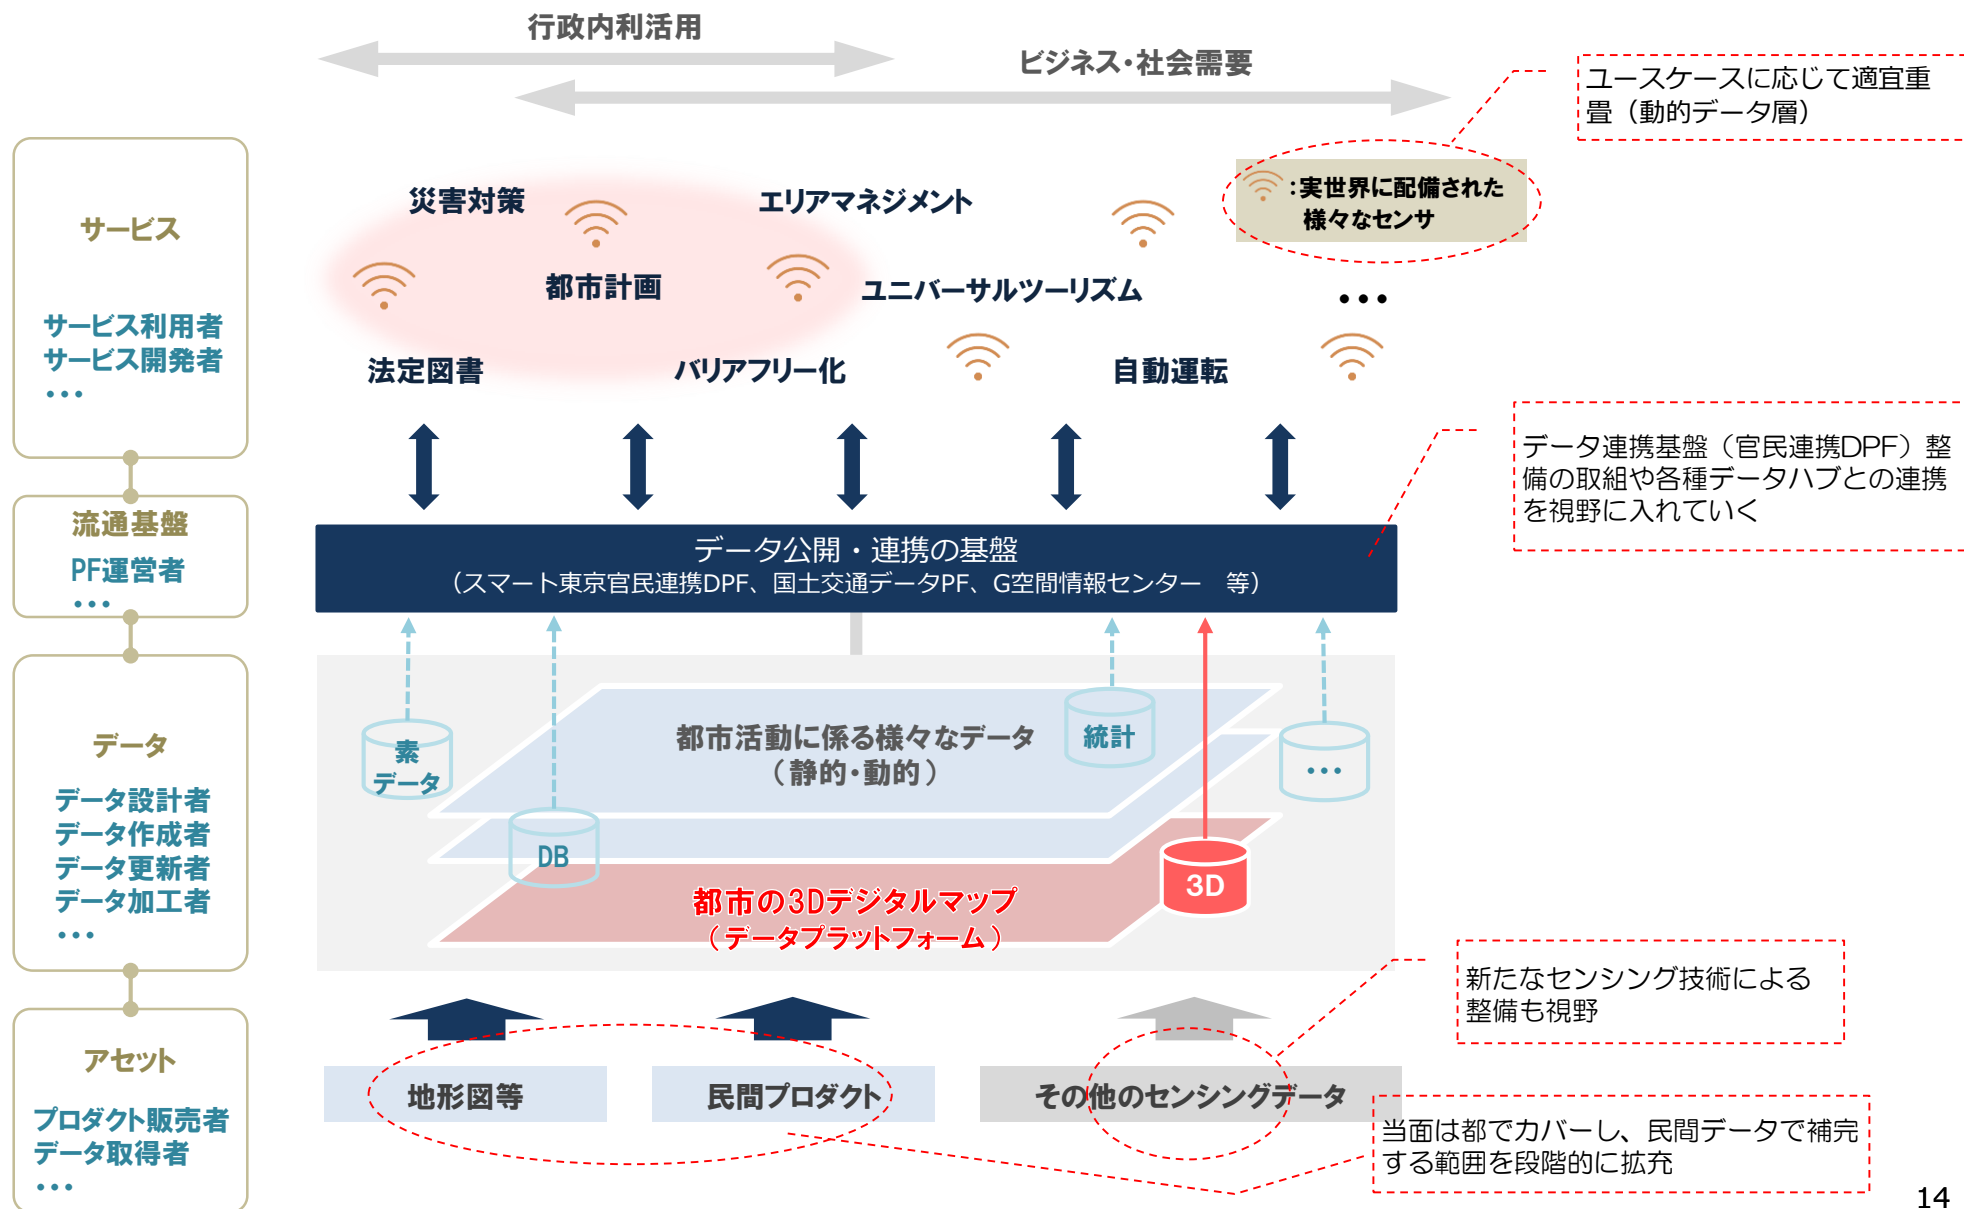 行政内利活用
ビジネス・社会需要
ユースケースに応じて適宜重
畳（動的データ層）
サービス
サービス利用者
サービス開発者
・・・
災害対策
エリアマネジメント
：実世界に配備された
様々なセンサ
都市計画
ユニバーサルツーリズム
・・・
法定図書
バリアフリー化
自動運転
データ連携基盤（官民連携DPF）整
備の取組や各種データハブとの連携
を視野に入れていく
流通基盤
PF運営者
・・・
データ公開・連携の基盤
（スマート東京官民連携DPF、国土交通データPF、G空間情報センター　等）
データ
データ設計者
データ作成者
データ更新者
データ加工者
・・・
都市活動に係る様々なデータ
（静的・動的）
素
データ
DB
統計
3D
・・・
都市の3Dデジタルマップ
（データプラットフォーム）
新たなセンシング技術による
整備も視野
アセット
プロダクト販売者
データ取得者
・・・
地形図等
民間プロダクト
その他のセンシングデータ
当面は都でカバーし、民間データで補完
する範囲を段階的に拡充
14